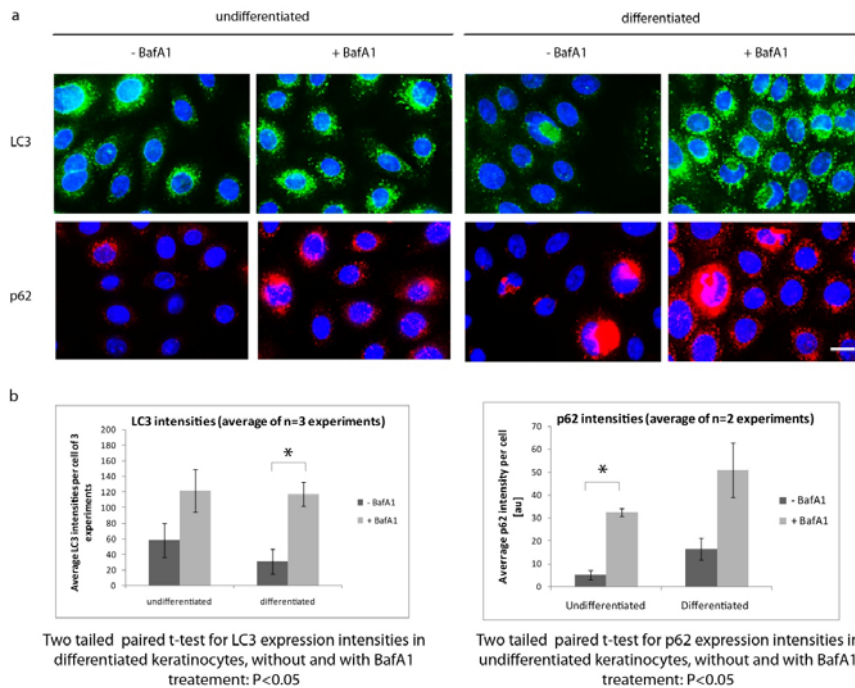 a
undifferentiated
differentiated
- BafA1
+ BafA1
- BafA1
+ BafA1
LC3
p62
b
LC3 intensities (average of n=3 experiments)
Average LC3 intensities per cell of 3
experiments
200
180
160
140
120
100
80
60
40
20
0
*
- BafA1
+ BafA1
undifferentiated
differentiated
Two tailed paired t-test for LC3 expression intensities in
differentiated keratinocytes, without and with BafA1
treatement: P<0.05
p62 intensities (average of n=2 experiments)
Averrage p62 intensity per cell
[au]
70
60
50
40
30
20
10
0
*
- BafA1
+ BafA1
Undifferentiated
Differentiated
Two tailed paired t-test for p62 expression intensities in
undifferentiated keratinocytes, without and with BafA1
treatement: P<0.05